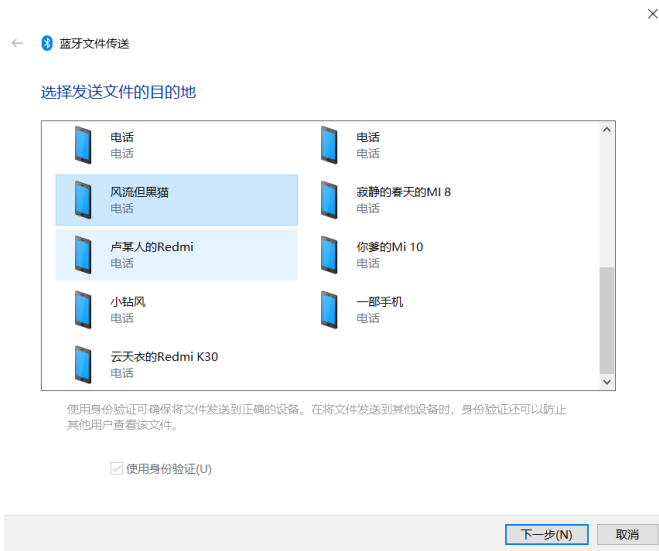 蓝牙文件传送
选择发送文件的目的地
电话
电话
电话
电话
风流但黑猫
电话
寂静的春天的MI 8
电话
卢某人的Redmi
电话
你爹的Mi 10
电话
小钻风
电话
一部手机
电话
云天衣的Redmi K30
电话
使用身份验证可确保将文件发送到正确的设备。在将文件发送到其他设备时，身份验证还可以防止
其他用户查看该文件。
使用身份验证(U)
下一步(N)
取消